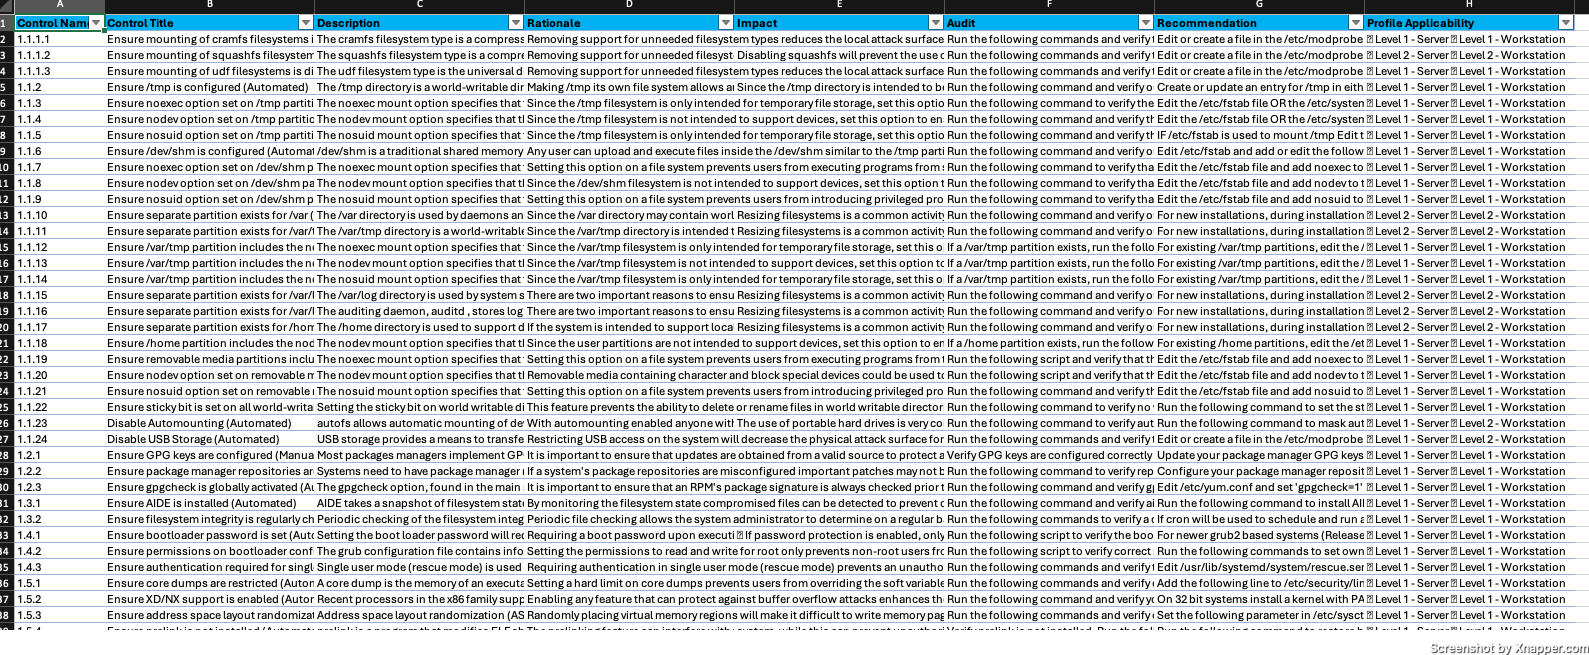 A B C D E F G H
1 Control Nam Control Title Description Rationale Impact Audit Recommendation Profile Applicability
2 1.1.1.1 Ensure mounting of cramfs filesystems i The cramfs filesystem type is a compress Removing support for unneeded filesystem types reduces the local attack surface Run the following commands and verify Edit or create a file in the /etc/modprobe Level 1 - Server Level 1 - Workstation
3 1.1.1.2 Ensure mounting of squashfs filesystem The squashfs filesystem type is a compr Removing support for unneeded filesyst Disabling squashfs will prevent the use Run the following commands and verify Edit or create a file in the /etc/modprobe Level 2 - Server Level 2 - Workstation
4 1.1.1.3 Ensure mounting of udf filesystems is di The udf filesystem type is the universal d Removing support for unneeded filesystem types reduces the local attack surface Run the following commands and verify Edit or create a file in the /etc/modprobe Level 1 - Server Level 1 - Workstation
5 1.1.2 Ensure /tmp is configured (Automated) The /tmp directory is a world-writable dir Making /tmp its own file system allows a Since the /tmp directory is intended to b Run the following command and verify o Create or update an entry for /tmp in eith Level 1 - Server Level 1 - Workstation
6 1.1.3 Ensure noexec option set on /tmp partiti The noexec mount option specifies that Since the /tmp filesystem is only intended for temporary file storage, set this optio Run the following command to verify the Edit the /etc/fstab file OR the /etc/system Level 1 - Server Level 1 - Workstation
7 1.1.4 Ensure nodev option set on /tmp partitic The nodev mount option specifies that Since the /tmp filesystem is not intended to support devices, set this option to en Run the following command to verify the Edit the /etc/fstab file OR the /etc/system Level 1 - Server Level 1 - Workstation
8 1.1.5 Ensure nosuid option set on /tmp partiti The nosuid mount option specifies that Since the /tmp filesystem is only intended for temporary file storage, set this optio Run the following command to verify IF /etc/fstab is used to mount /tmp Edit Level 1 - Server Level 1 - Workstation
9 1.1.6 Ensure /dev/shm is configured (Automat /dev/shm is a traditional shared memory Any user can upload and execute files inside the /dev/shm similar to the /tmp parti Run the following command and verify o Edit /etc/fstab and add or edit the follow Level 1 - Server Level 1 - Workstation
10 1.1.7 Ensure noexec option set on /dev/shm p The noexec mount option specifies that Setting this option on a file system prevents users from executing programs from Run the following command to verify tha Edit the /etc/fstab file and add noexec to Level 1 - Server Level 1 - Workstation
11 1.1.8 Ensure nodev option set on /dev/shm pa The nodev mount option specifies that Since the /dev/shm filesystem is not intended to support devices, set this option t Run the following command to verify tha Edit the /etc/fstab file and add nodev to t Level 1 - Server Level 1 - Workstation
12 1.1.9 Ensure nosuid option set on /dev/shm p The nosuid mount option specifies that Setting this option on a file system prevents users from introducing privileged pro Run the following command to verify tha Edit the /etc/fstab file and add nosuid to Level 1 - Server Level 1 - Workstation
13 1.1.10 Ensure separate partition exists for /var ( The /var directory is used by daemons an Since the /var directory may contain worl Resizing filesystems is a common activit Run the following command and verify o For new installations, during installation Level 2 - Server Level 2 - Workstation
14 1.1.11 Ensure separate partition exists for /var/ The /var/tmp directory is a world-writable Since the /var/tmp directory is intended t Resizing filesystems is a common activit Run the following command and verify o For new installations, during installation Level 2 - Server Level 2 - Workstation
15 1.1.12 Ensure /var/tmp partition includes the n The noexec mount option specifies that Since the /var/tmp filesystem is only intended for temporary file storage, set this o If a /var/tmp partition exists, run the follo For existing /var/tmp partitions, edit the / Level 1 - Server Level 1 - Workstation
16 1.1.13 Ensure /var/tmp partition includes the n The nodev mount option specifies that Since the /var/tmp filesystem is not intended to support devices, set this option t If a /var/tmp partition exists, run the follo For existing /var/tmp partitions, edit the / Level 1 - Server Level 1 - Workstation
17 1.1.14 Ensure /var/tmp partition includes the n The nosuid mount option specifies that Since the /var/tmp filesystem is only intended for temporary file storage, set this o If a /var/tmp partition exists, run the follo For existing /var/tmp partitions, edit the / Level 1 - Server Level 1 - Workstation
18 1.1.15 Ensure separate partition exists for /var/ The /var/log directory is used by system s There are two important reasons to ensu Resizing filesystems is a common activit Run the following command and verify o For new installations, during installation Level 2 - Server Level 2 - Workstation
19 1.1.16 Ensure separate partition exists for /var/ The auditing daemon, auditd , stores log There are two important reasons to ensu Resizing filesystems is a common activit Run the following command and verify o For new installations, during installation Level 2 - Server Level 2 - Workstation
20 1.1.17 Ensure separate partition exists for /hom The /home directory is used to support d If the system is intended to support loca Resizing filesystems is a common activit Run the following command and verify o For new installations, during installation Level 2 - Server Level 2 - Workstation
21 1.1.18 Ensure /home partition includes the nod The nodev mount option specifies that Since the user partitions are not intended to support devices, set this option to en If a /home partition exists, run the follow For existing /home partitions, edit the /et Level 1 - Server Level 1 - Workstation
22 1.1.19 Ensure removable media partitions inclu The noexec mount option specifies that Setting this option on a file system prevents users from executing programs from Run the following script and verify that Edit the /etc/fstab file and add noexec to Level 1 - Server Level 1 - Workstation
23 1.1.20 Ensure nodev option set on removable m The nodev mount option specifies that Removable media containing character and block special devices could be used t Run the following script and verify that Edit the /etc/fstab file and add nodev to t Level 1 - Server Level 1 - Workstation
24 1.1.21 Ensure nosuid option set on removable The nosuid mount option specifies that Setting this option on a file system prevents users from introducing privileged pro Run the following script and verify that Edit the /etc/fstab file and add nosuid to Level 1 - Server Level 1 - Workstation
25 1.1.22 Ensure sticky bit is set on all world-writa Setting the sticky bit on world writable di This feature prevents the ability to delete or rename files in world writable director Run the following command to verify no Run the following command to set the st Level 1 - Server Level 1 - Workstation
26 1.1.23 Disable Automounting (Automated) autofs allows automatic mounting of de With automounting enabled anyone wit The use of portable hard drives is very co Run the following command to verify aut Run the following command to mask aut Level 1 - Server Level 2 - Workstation
27 1.1.24 Disable USB Storage (Automated) USB storage provides a means to transfe Restricting USB access on the system will decrease the physical attack surface for Run the following commands and verify Edit or create a file in the /etc/modprobe Level 1 - Server Level 2 - Workstation
28 1.2.1 Ensure GPG keys are configured (Manua Most packages managers implement GP It is important to ensure that updates are obtained from a valid source to protect a Verify GPG keys are configured correctly Update your package manager GPG keys Level 1 - Server Level 1 - Workstation
29 1.2.2 Ensure package manager repositories ar Systems need to have package manager If a system's package repositories are misconfigured important patches may not b Run the following command to verify rep Configure your package manager reposit Level 1 - Server Level 1 - Workstation
30 1.2.3 Ensure gpgcheck is globally activated (A The gpgcheck option, found in the main It is important to ensure that an RPM's package signature is always checked prior t Run the following command and verify g Edit /etc/yum.conf and set 'gpgcheck=1' Level 1 - Server Level 1 - Workstation
31 1.3.1 Ensure AIDE is installed (Automated) AIDE takes a snapshot of filesystem stat By monitoring the filesystem state compromised files can be detected to prevent Run the following command and verify ai Run the following command to install AI Level 1 - Server Level 1 - Workstation
32 1.3.2 Ensure filesystem integrity is regularly ch Periodic checking of the filesystem integ Periodic file checking allows the system administrator to determine on a regular b Run the following commands to verify a If cron will be used to schedule and run a Level 1 - Server Level 1 - Workstation
33 1.4.1 Ensure bootloader password is set (Aut Setting the boot loader password will re Requiring a boot password upon executi If password protection is enabled, only Run the following script to verify the boo For newer grub2 based systems (Release Level 1 - Server Level 1 - Workstation
34 1.4.2 Ensure permissions on bootloader conf The grub configuration file contains info Setting the permissions to read and write for root only prevents non-root users fr Run the following script to verify correct Run the following commands to set own Level 1 - Server Level 1 - Workstation
35 1.4.3 Ensure authentication required for singl Single user mode (rescue mode) is used Requiring authentication in single user mode (rescue mode) prevents an unautho Run the following commands and verify Edit /usr/lib/systemd/system/rescue.ser Level 1 - Server Level 1 - Workstation
36 1.5.1 Ensure core dumps are restricted (Autom A core dump is the memory of an executa Setting a hard limit on core dumps prevents users from overriding the soft variable Run the following commands and verify Add the following line to /etc/security/lin Level 1 - Server Level 1 - Workstation
37 1.5.2 Ensure XD/NX support is enabled (Autor Recent processors in the x86 family supp Enabling any feature that can protect against buffer overflow attacks enhances th Run the following command and verify y On 32 bit systems install a kernel with PA Level 1 - Server Level 1 - Workstation
38 1.5.3 Ensure address space layout randomizat Address space layout randomization (AS Randomly placing virtual memory regions will make it difficult to write memory pag Run the following commands and verify Set the following parameter in /etc/sysct Level 1 - Server Level 1 - Workstation
Screenshot by Xnapper.com